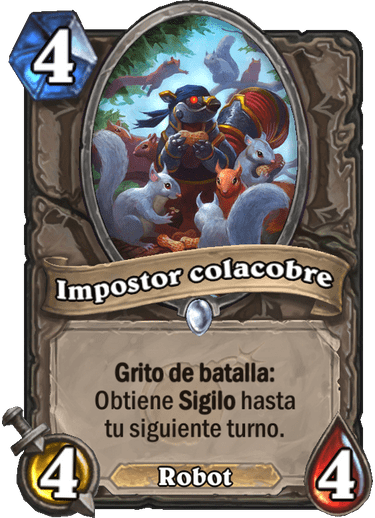 4
Impostor colacobre
Grito de batalla:
Obtiene Sigilo hasta
tu siguiente turno.
4
Robot
4